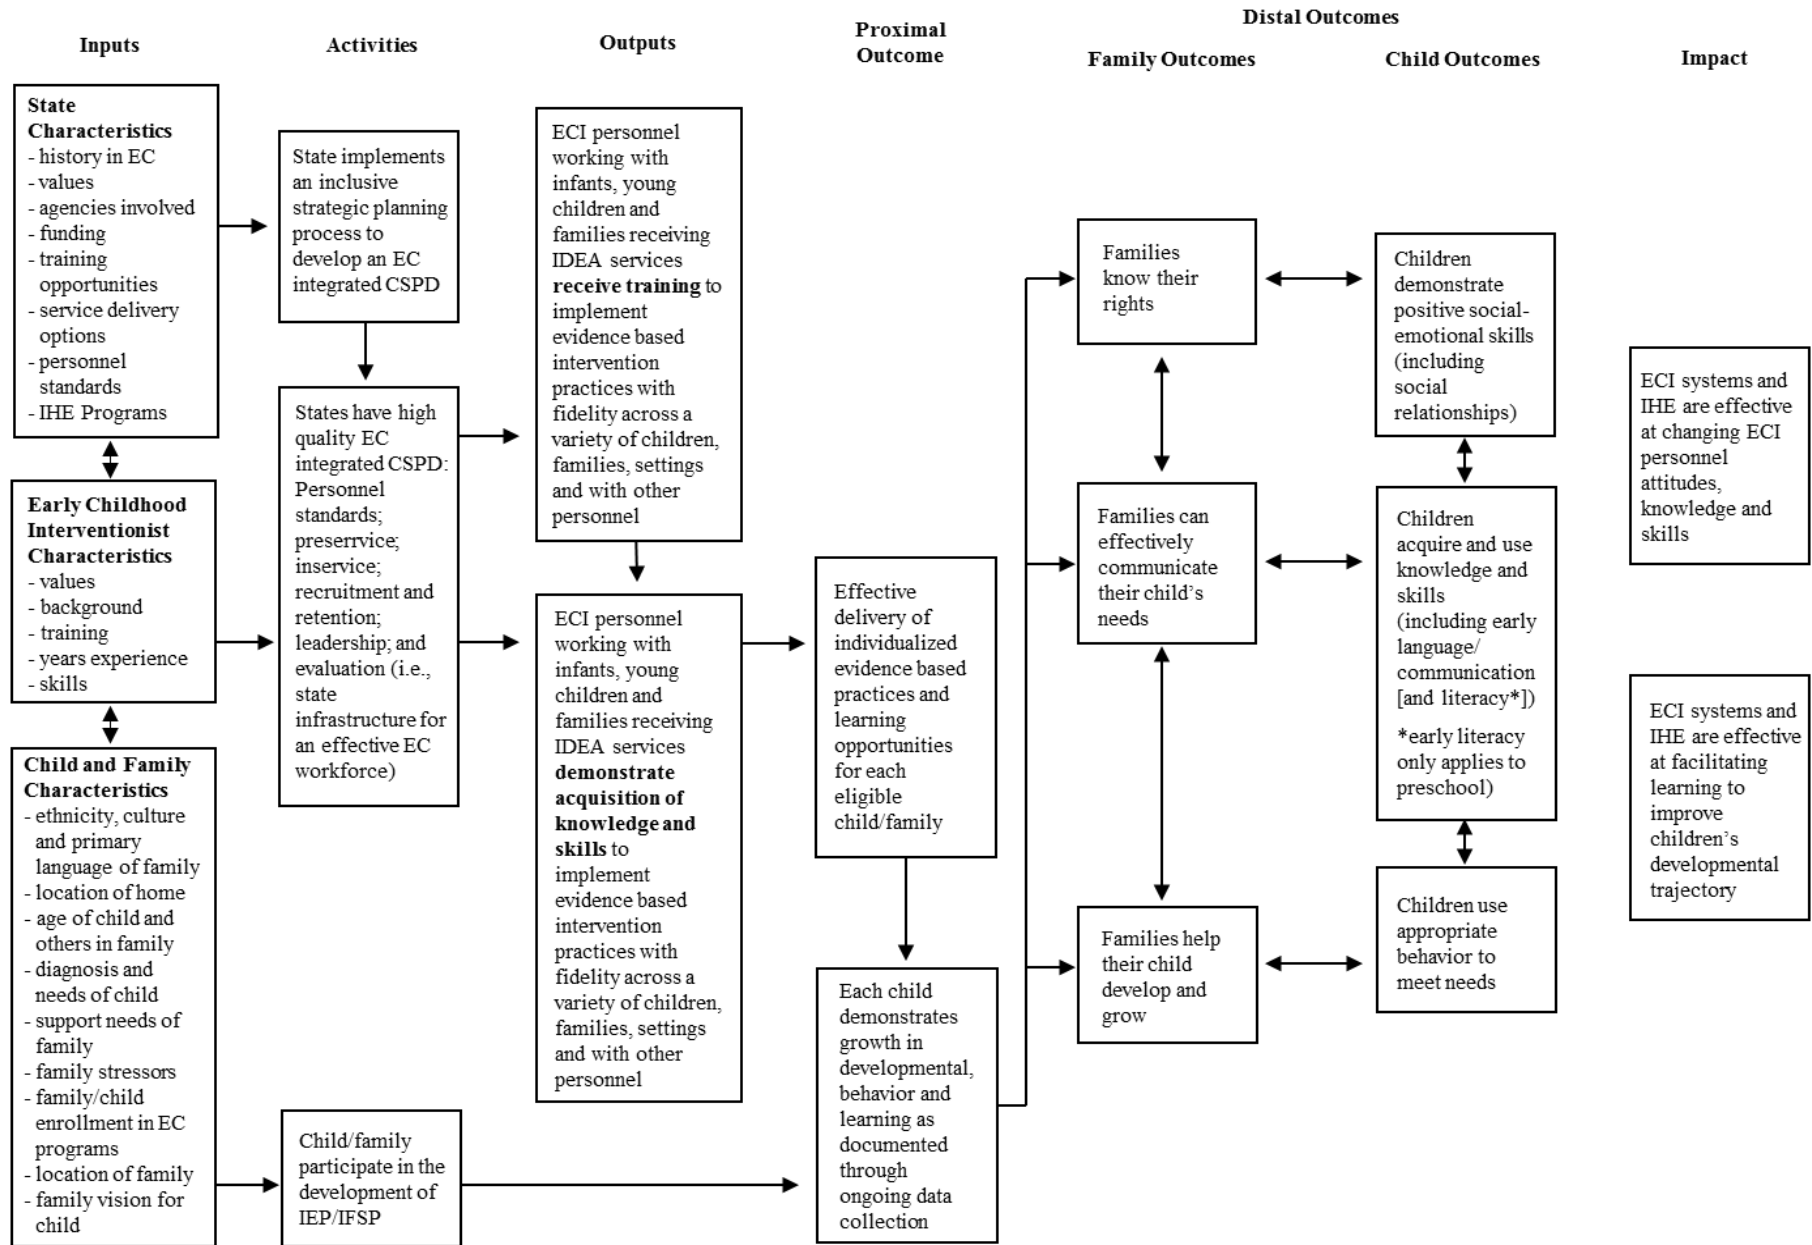 Distal Outcomes
Inputs
Activities
Outputs
Proximal
Outcome
Family Outcomes
Child Outcomes
Impact
State
Characteristics
- history in EC
- values
- agencies involved
- funding
- training
opportunities
- service delivery
options
- personnel
standards
- IHE Programs
Early Childhood
Interventionist
Characteristics
- values
- background
- training
- years experience
- skills
Child and Family
Characteristics
- ethnicity, culture
and primary
language of family
- location of home
- age of child and
others in family
- diagnosis and
needs of child
- support needs of
family
- family stressors
- family/child
enrollment in EC
programs
- location of family
- family vision for
child
State implements
an inclusive
strategic planning
process to
develop an EC
integrated CSPD
States have high
quality EC
integrated CSPD:
Personnel
standards;
preserrvice;
inservice;
recruitment and
retention;
leadership; and
evaluation (i.e.,
state
infrastructure for
an effective EC
workforce)
Child/family
participate in the
development of
IEP/IFSP
ECI personnel
working with
infants, young
children and
families receiving
IDEA services
receive training to
implement
evidence based
intervention
practices with
fidelity across a
variety of children,
families, settings
and with other
personnel
ECI personnel
working with
infants, young
children and
families receiving
IDEA services
demonstrate
acquisition of
knowledge and
skills to
implement
evidence based
intervention
practices with
fidelity across a
variety of children,
families, settings
and with other
personnel
Effective
delivery of
individualized
evidence based
practices and
learning
opportunities
for each
eligible
child/family
Each child
demonstrates
growth in
developmental,
behavior and
learning as
documented
through
ongoing data
collection
Families
know their
rights
Families can
effectively
communicate
their child's
needs
Families help
their child
develop and
grow
Children
demonstrate
positive social-
emotional skills
(including
social
relationships)
Children
acquire and use
knowledge and
skills
(including early
language/
communication
[and literacy*])
*early literacy
only applies to
preschool)
Children use
appropriate
behavior to
meet needs
ECI systems and
IHE are effective
at changing ECI
personnel
attitudes,
knowledge and
skills
ECI systems and
IHE are effective
at facilitating
learning to
improve
children's
developmental
trajectory